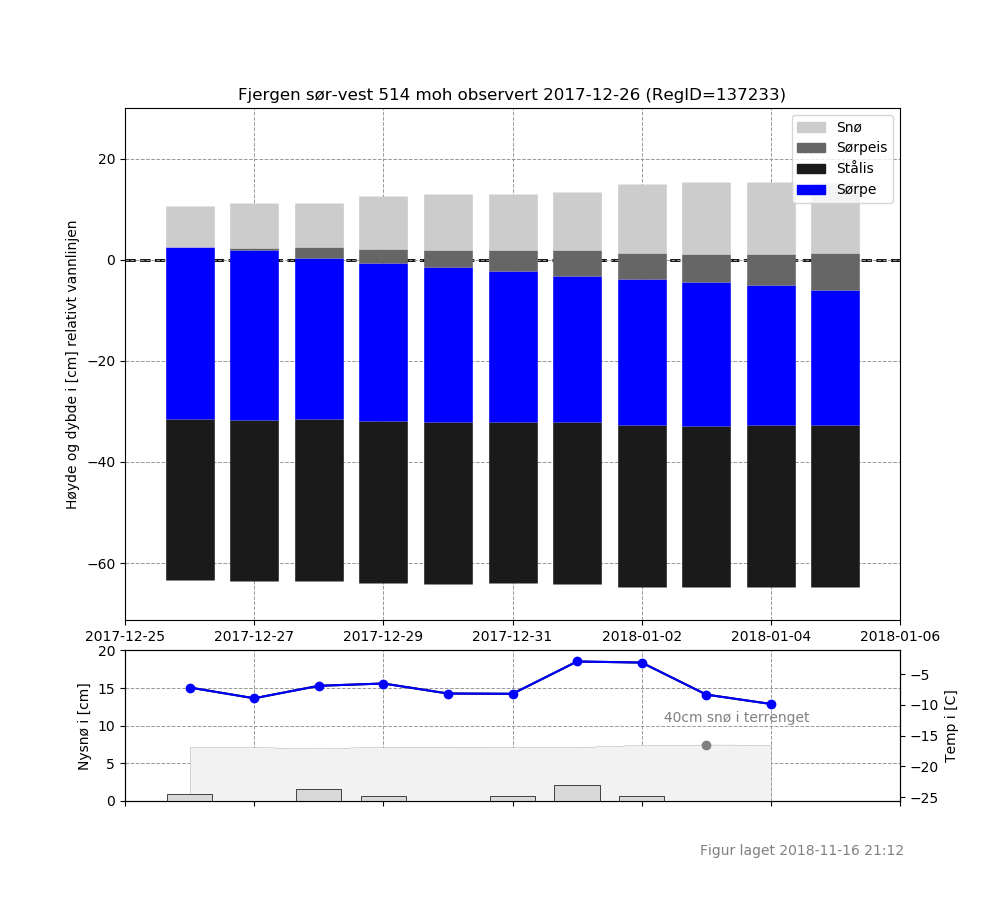 Fjergen sør-vest 514 moh observert 2017-12-26 (RegID=137233)
Snø
Sørpeis
Stålis
Sørpe
Høyde og dybde i [cm] relativt vannlinjen
20
0
−20
−40
−60
2017-12-25 2017-12-27 2017-12-29 2017-12-31 2018-01-02 2018-01-04 2018-01-06
Nysnø i [cm]
20
15
10
5
0
40cm snø i terrenget
−5
−10
−15
−20
−25
Temp i [C]
Figur laget 2018-11-16 21:12